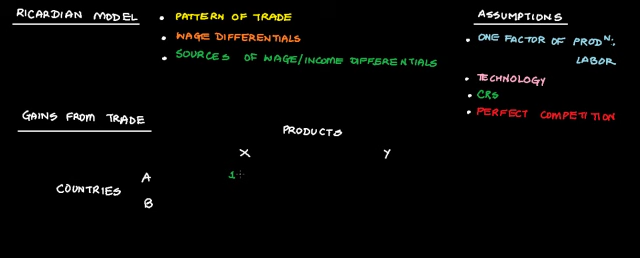 RICARDIAN MODEL
• PATTERN OF TRADE
• WAGE DIFFERENTIALS
• SOURCES OF WAGE/INCOME DIFFERENTIALS
ASSUMPTIONS
• ONE FACTOR OF PRODᴺ:
LABOR
• TECHNOLOGY
• CRS
• PERFECT COMPETITION
GAINS FROM TRADE
PRODUCTS
X Y
COUNTRIES
A 1
B